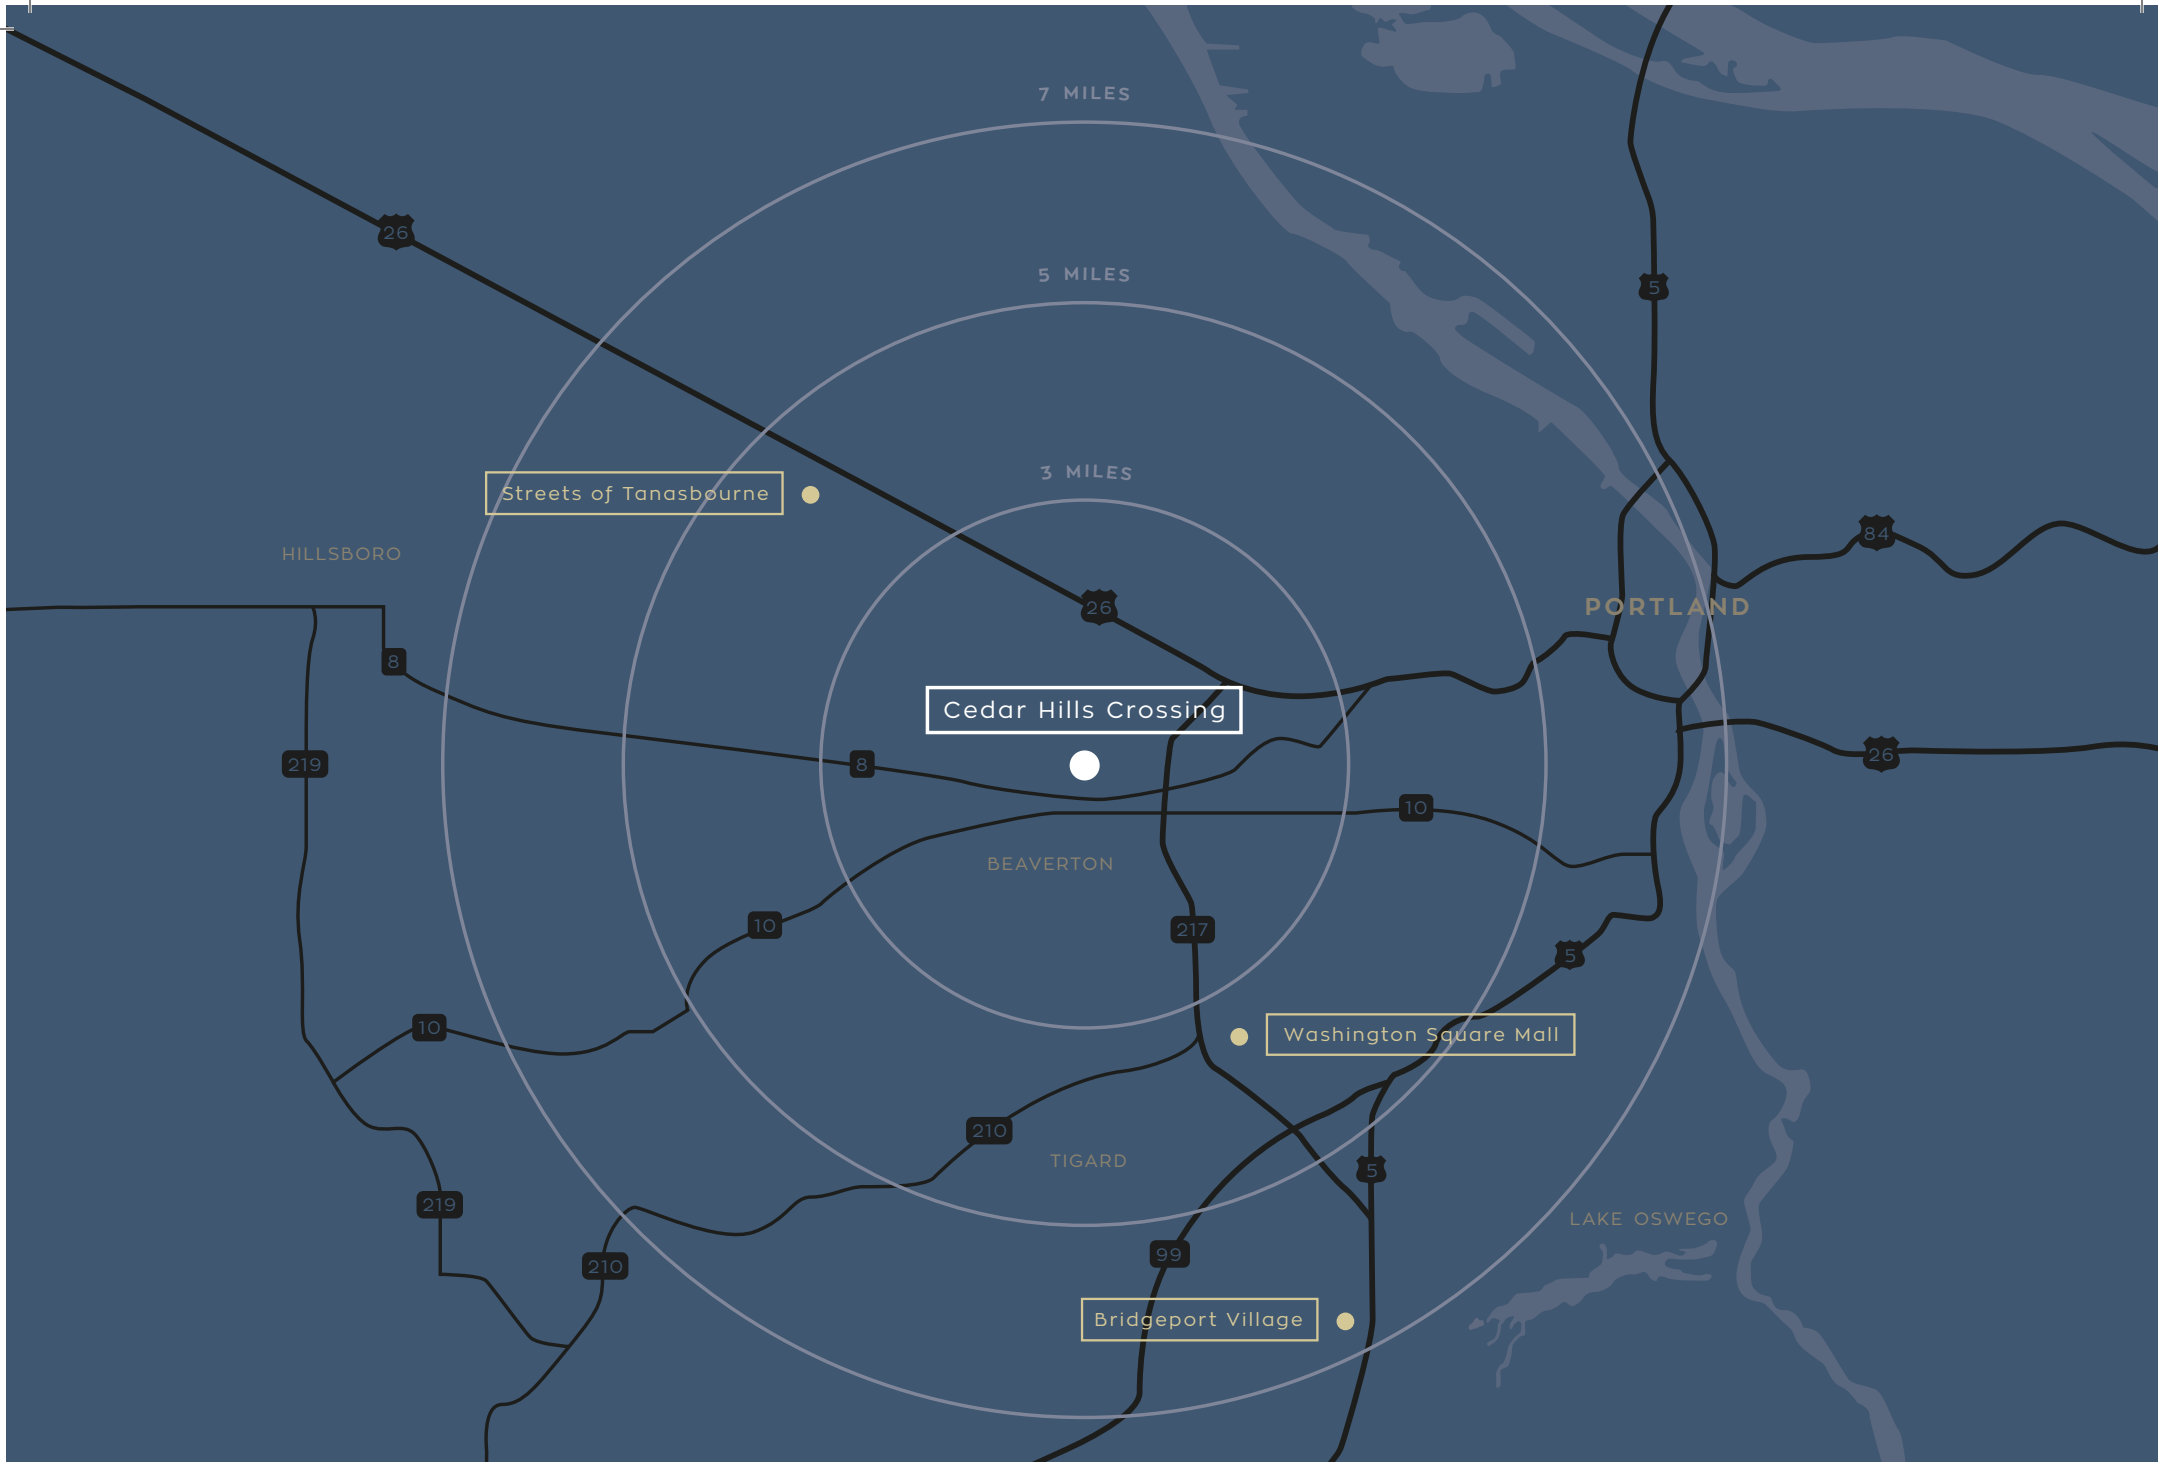 7 MILES
26
5 MILES
5
3 MILES
Streets of Tanasbourne
84
HILLSBORO
26
PORTLAND
8
Cedar Hills Crossing
26
219
8
10
BEAVERTON
10
217
5
10
Washington Square Mall
210
TIGARD
5
219
LAKE OSWEGO
99
210
Bridgeport Village